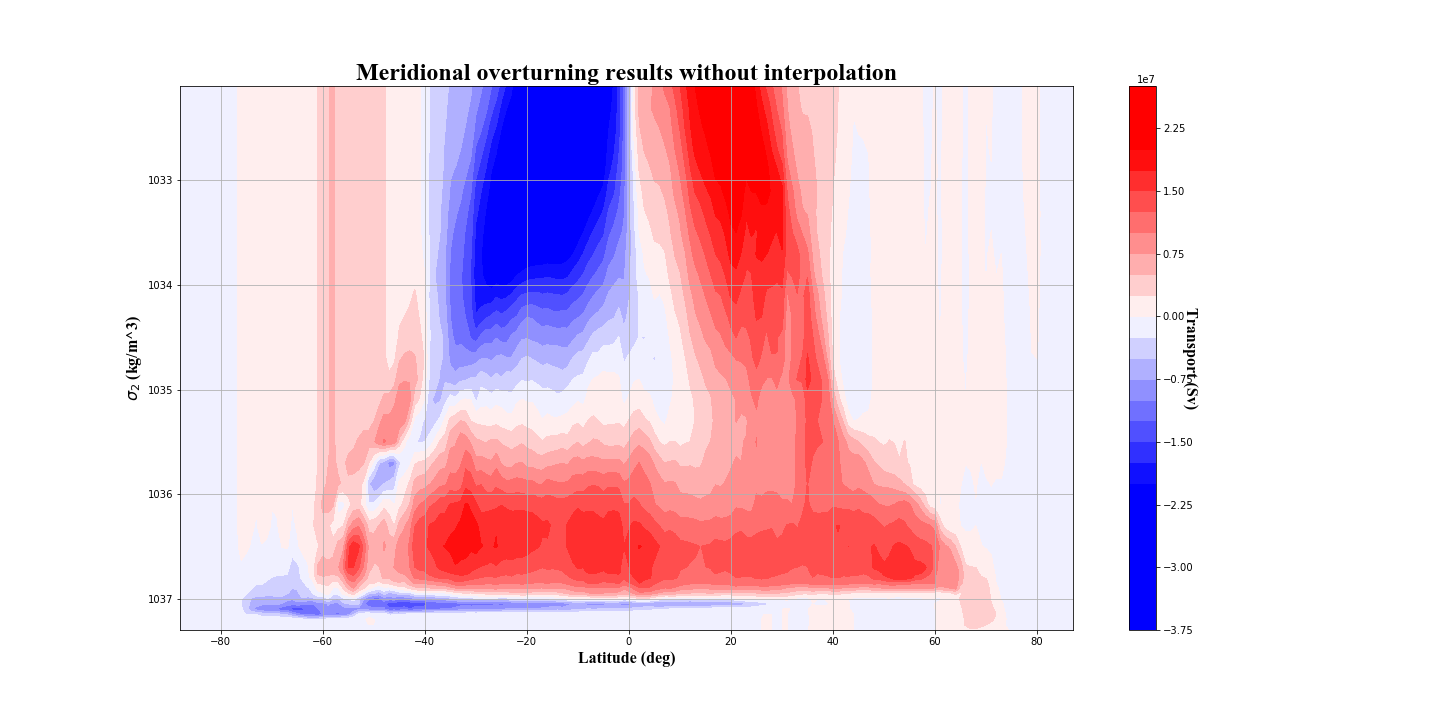 Meridional overturning results without interpolation
1e7
2.25
1.50
0.75
0.00
−0.75
−1.50
−2.25
−3.00
−3.75
Transport (Sv)
1033
1034
1035
1036
1037
σ2 (kg/m^3)
−80 −60 −40 −20 0 20 40 60 80
Latitude (deg)